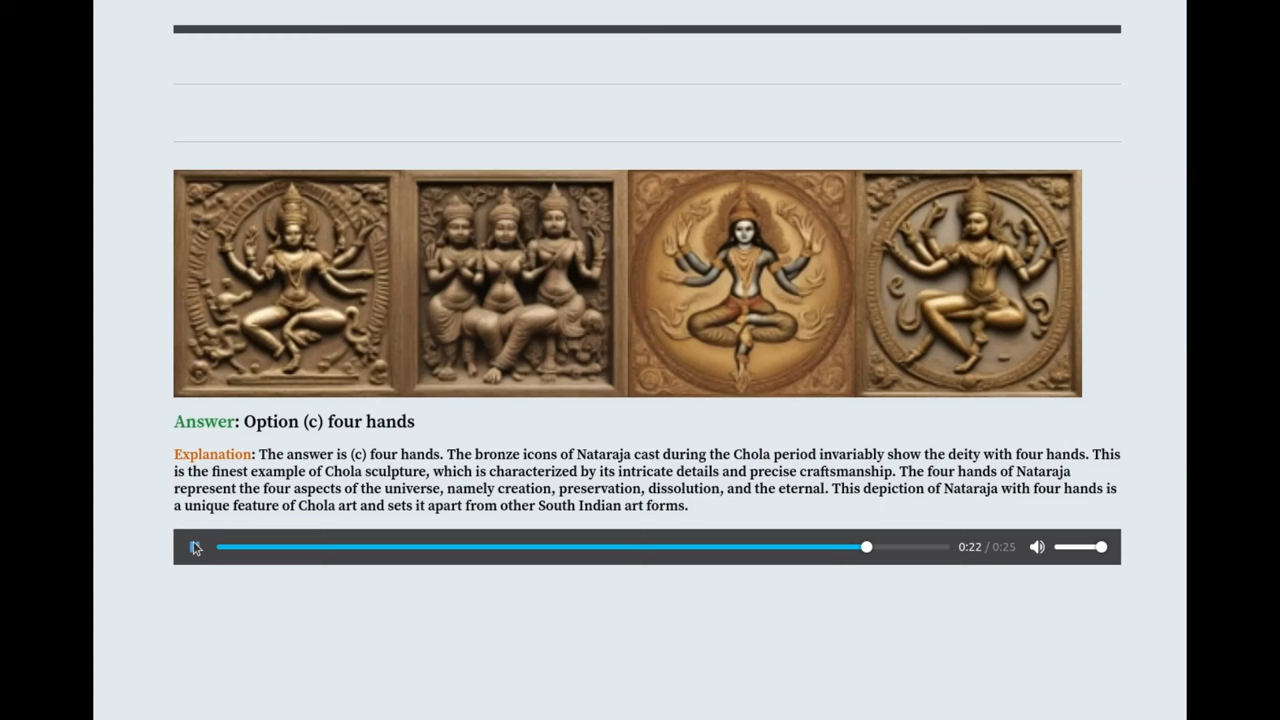 Answer: Option (c) four hands
Explanation: The answer is (c) four hands. The bronze icons of Nataraja cast during the Chola period invariably show the deity with four hands. This
is the finest example of Chola sculpture, which is characterized by its intricate details and precise craftsmanship. The four hands of Nataraja
represent the four aspects of the universe, namely creation, preservation, dissolution, and the eternal. This depiction of Nataraja with four hands is
a unique feature of Chola art and sets it apart from other South Indian art forms.
0:22 / 0:25